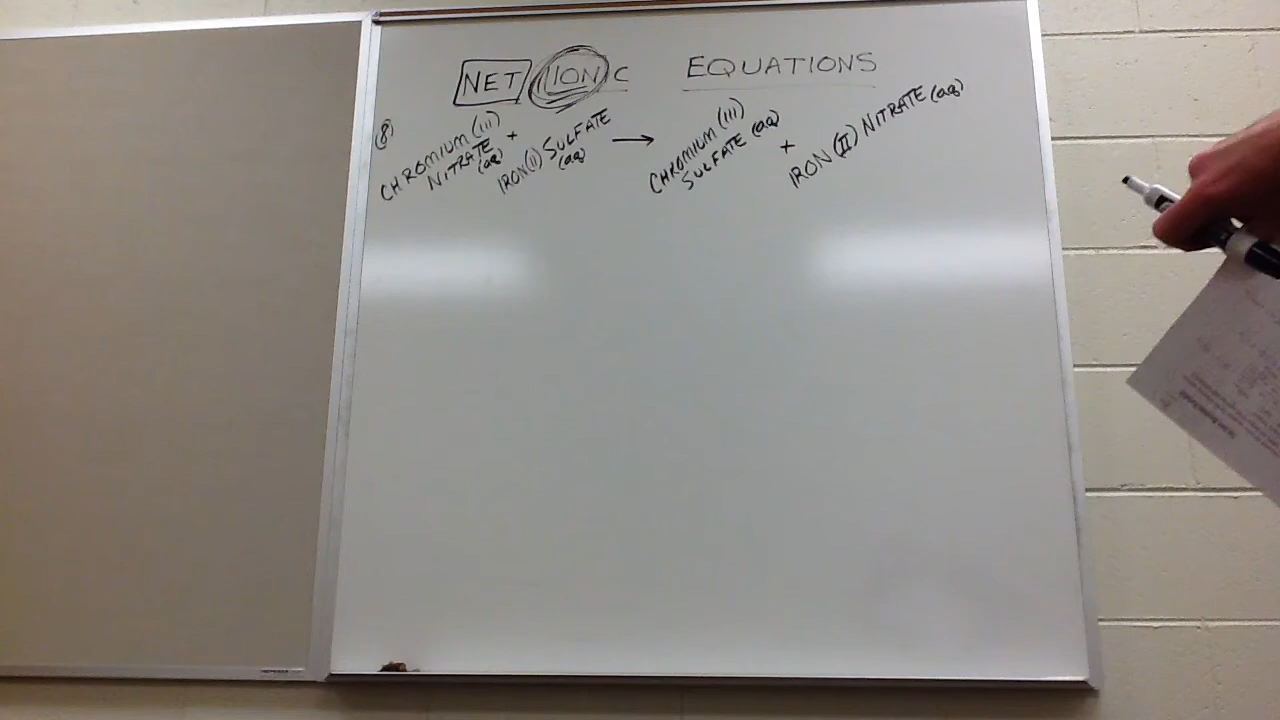 NET IONIC EQUATIONS
(8)
CHROMIUM (III)
NITRATE
(aq)
+
IRON(II) SULFATE
(aq)
→
CHROMIUM (III)
SULFATE (aq)
+
IRON (II) NITRATE (aq)